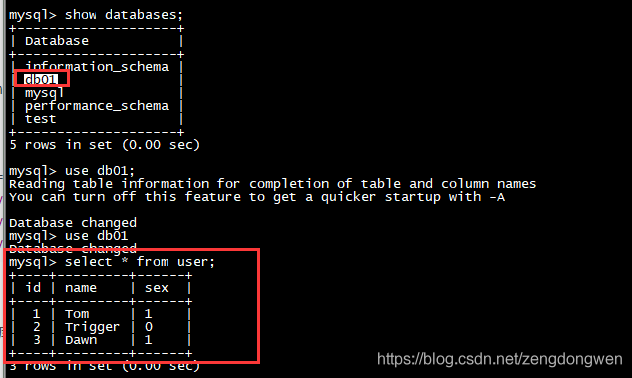 mysql> show databases;
+--------------------+
| Database           |
+--------------------+
| information_schema |
| db01               |
| mysql              |
| performance_schema |
| test               |
+--------------------+
5 rows in set (0.00 sec)
mysql> use db01;
Reading table information for completion of table and column names
You can turn off this feature to get a quicker startup with -A
Database changed
mysql> use db01
Database changed
mysql> select * from user;
+----+---------+------+
| id | name    | sex  |
+----+---------+------+
|  1 | Tom     | 1    |
|  2 | Trigger | 0    |
|  3 | Dawn    | 1    |
+----+---------+------+
3 rows in set (0.00 sec)
https://blog.csdn.net/zengdongwen